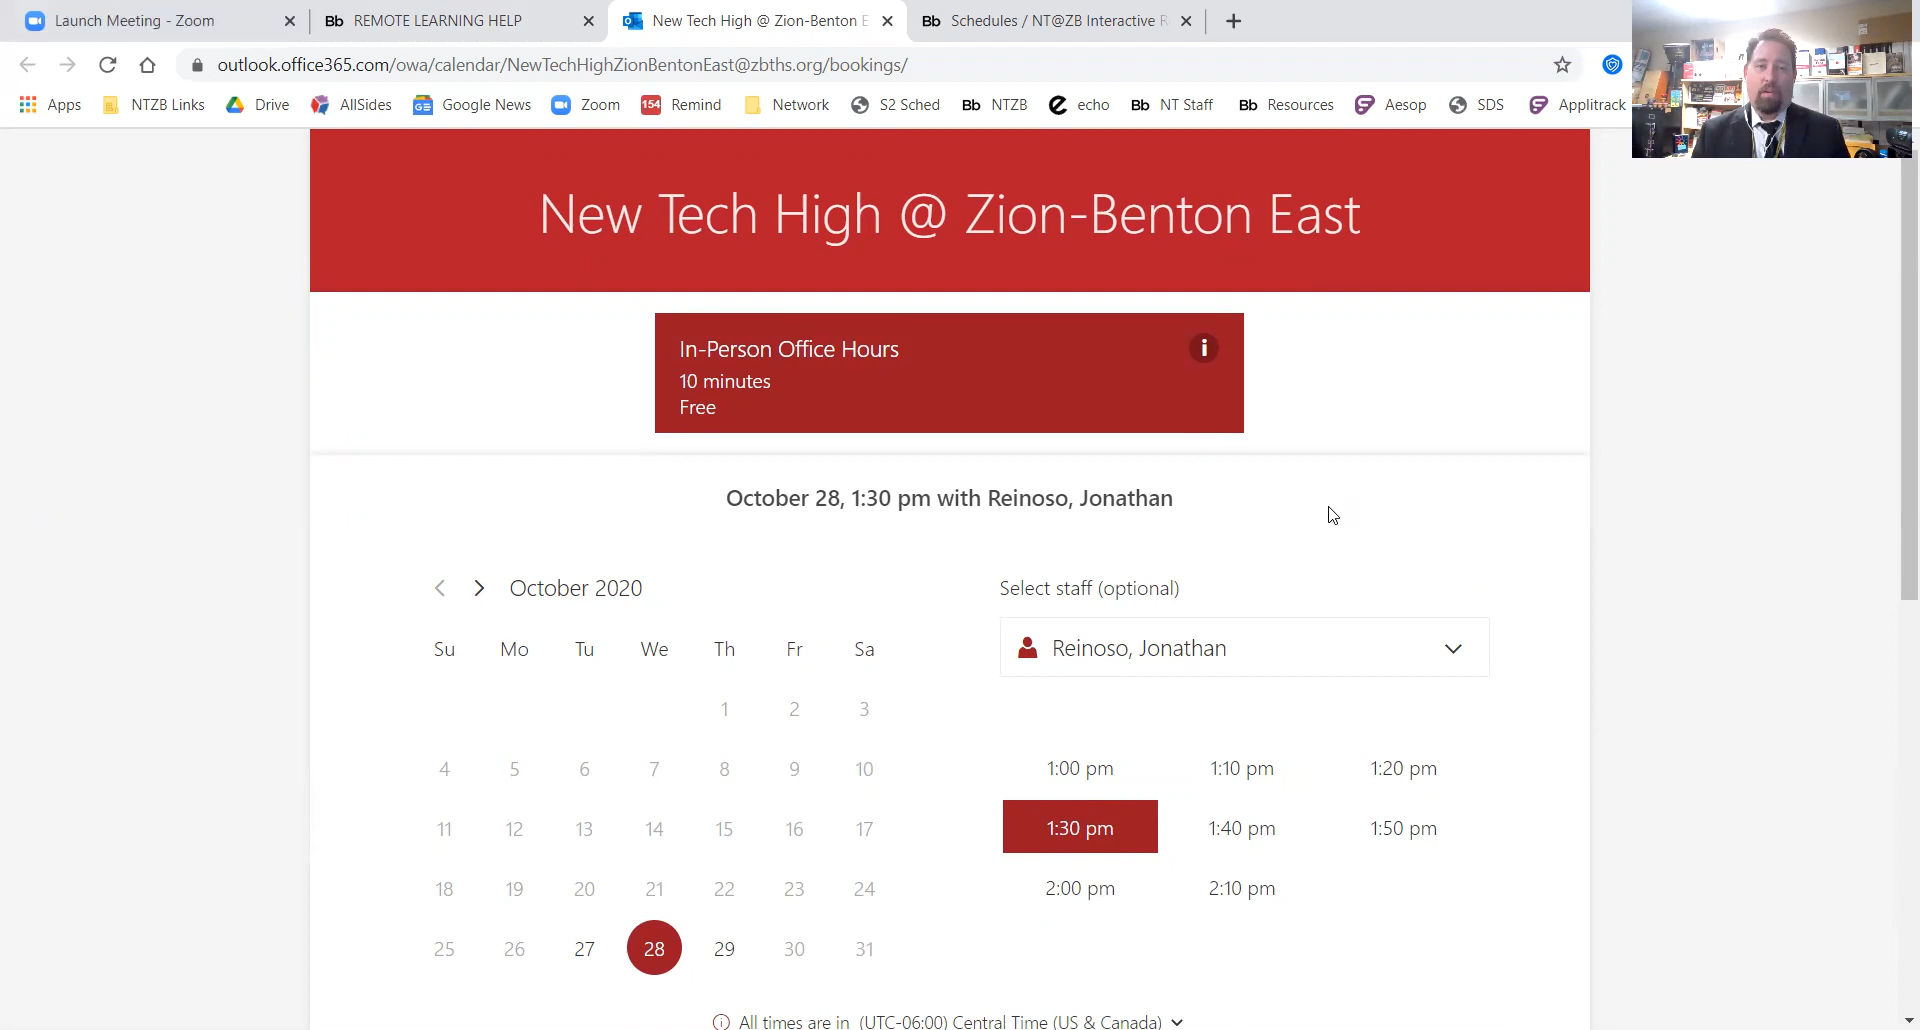 Launch Meeting - Zoom
Bb REMOTE LEARNING HELP
New Tech High @ Zion-Benton E
Bb Schedules / NT@ZB Interactive R
outlook.office365.com/owa/calendar/NewTechHighZionBentonEast@zbths.org/bookings/
Apps NTZB Links Drive AllSides GE Google News Zoom 154 Remind Network S2 Sched Bb NTZB echo Bb NT Staff Bb Resources Aesop SDS Applitrack
New Tech High @ Zion-Benton East
In-Person Office Hours
10 minutes
Free
October 28, 1:30 pm with Reinoso, Jonathan
October 2020
Su Mo Tu We Th Fr Sa
1 2 3
4 5 6 7 8 9 10
11 12 13 14 15 16 17
18 19 20 21 22 23 24
25 26 27 28 29 30 31
Select staff (optional)
Reinoso, Jonathan
1:00 pm 1:10 pm 1:20 pm
1:30 pm 1:40 pm 1:50 pm
2:00 pm 2:10 pm
All times are in (UTC-06:00) Central Time (US & Canada)